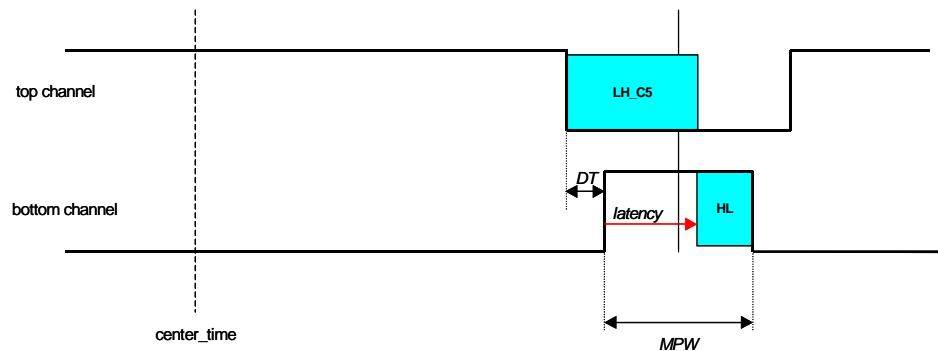 top channel
LH_C5
DT
bottom channel
latency
HL
center_time
MPW